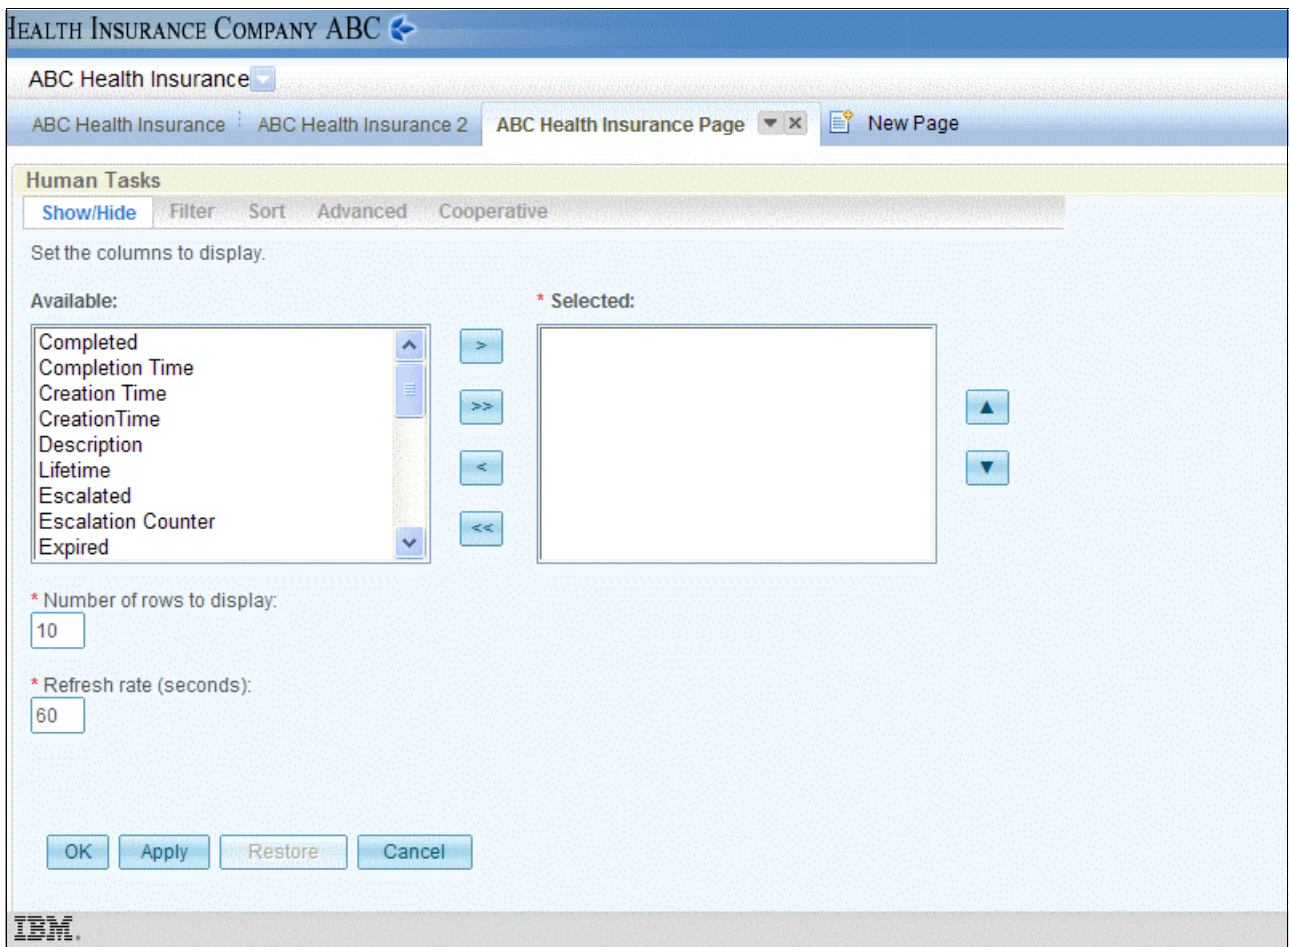 HEALTH INSURANCE COMPANY ABC
ABC Health Insurance
ABC Health Insurance ABC Health Insurance 2 ABC Health Insurance Page New Page
Human Tasks
Show/Hide Filter Sort Advanced Cooperative
Set the columns to display.
Available: * Selected:
Completed
Completion Time
Creation Time
CreationTime
Description
Lifetime
Escalated
Escalation Counter
Expired
>
>>
<
<<
* Number of rows to display:
10
* Refresh rate (seconds):
60
OK Apply Restore Cancel
IBM.